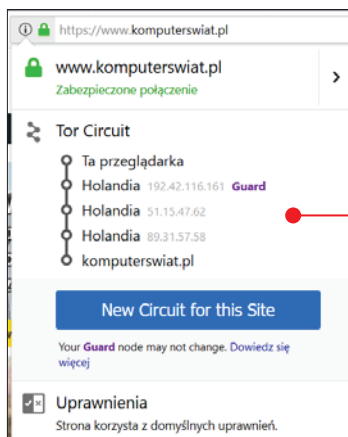 https://www.komputerswiat.pl
www.komputerswiat.pl
Zabezpieczone połączenie
Tor Circuit
Ta przeglądarka
Holandia 192.42.116.161 Guard
Holandia 51.15.47.62
Holandia 89.31.57.58
komputerswiat.pl
New Circuit for this Site
Your Guard node may not change. Dowiedz się
więcej
Uprawnienia
Strona korzysta z domyślnych uprawnień.